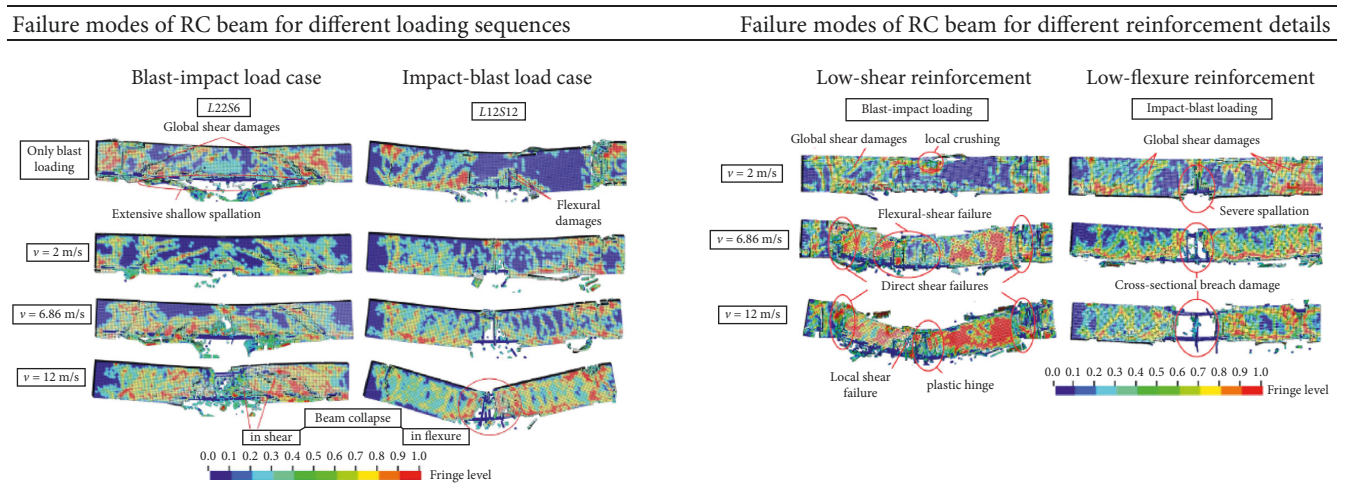 Failure modes of RC beam for different loading sequences
Failure modes of RC beam for different reinforcement details
Blast-impact load case
Impact-blast load case
L22S6
L12S12
Global shear damages
Only blast
loading
Extensive shallow spallation
Flexural
damages
v = 2 m/s
v = 6.86 m/s
v = 12 m/s
Beam collapse
in shear
in flexure
0.0 0.1 0.2 0.3 0.4 0.5 0.6 0.7 0.8 0.9 1.0
Fringe level
Low-shear reinforcement
Low-flexure reinforcement
Blast-impact loading
Impact-blast loading
Global shear damages
local crushing
Global shear damages
v = 2 m/s
Flexural-shear failure
Severe spallation
v = 6.86 m/s
Direct shear failures
Cross-sectional breach damage
v = 12 m/s
Local shear
failure
plastic hinge
0.0 0.1 0.2 0.3 0.4 0.5 0.6 0.7 0.8 0.9 1.0
Fringe level